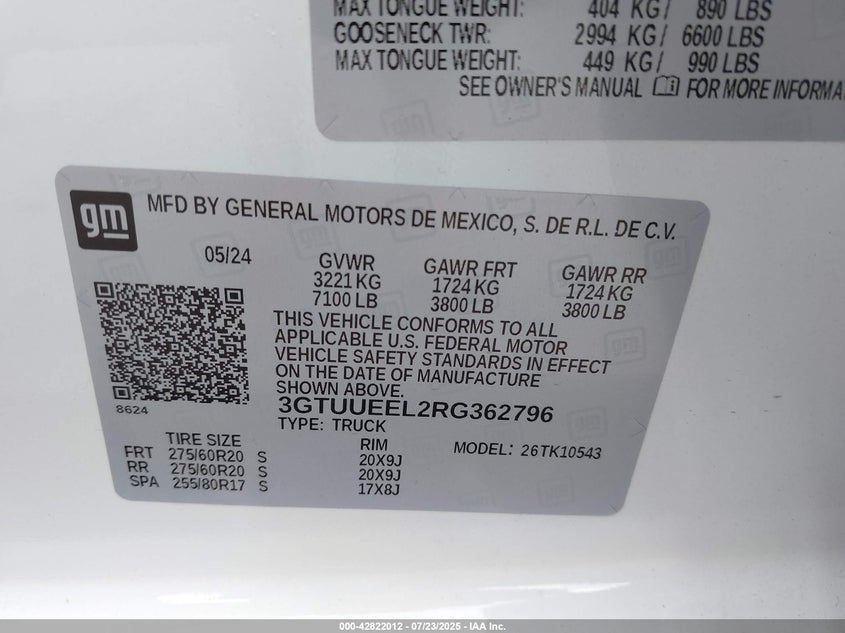 MAX TONGUE WEIGHT: 404 KG/ 890 LBS
GOOSENECK TWR: 2994 KG/ 6600 LBS
MAX TONGUE WEIGHT: 449 KG/ 990 LBS
SEE OWNER'S MANUAL FOR MORE INFORMA
gm
MFD BY GENERAL MOTORS DE MEXICO, S. DE R.L. DE C.V.
05/24
GVWR GAWR FRT GAWR RR
3221 KG 1724 KG 1724 KG
7100 LB 3800 LB 3800 LB
THIS VEHICLE CONFORMS TO ALL
APPLICABLE U.S. FEDERAL MOTOR
VEHICLE SAFETY STANDARDS IN EFFECT
ON THE DATE OF MANUFACTURE
SHOWN ABOVE.
8624
3GTUUEEL2RG362796
TYPE: TRUCK
TIRE SIZE RIM MODEL: 26TK10543
FRT 275/60R20 S 20X9J
RR 275/60R20 S 20X9J
SPA 255/80R17 S 17X8J
000-42822012 - 07/23/2025 - IAA Inc.